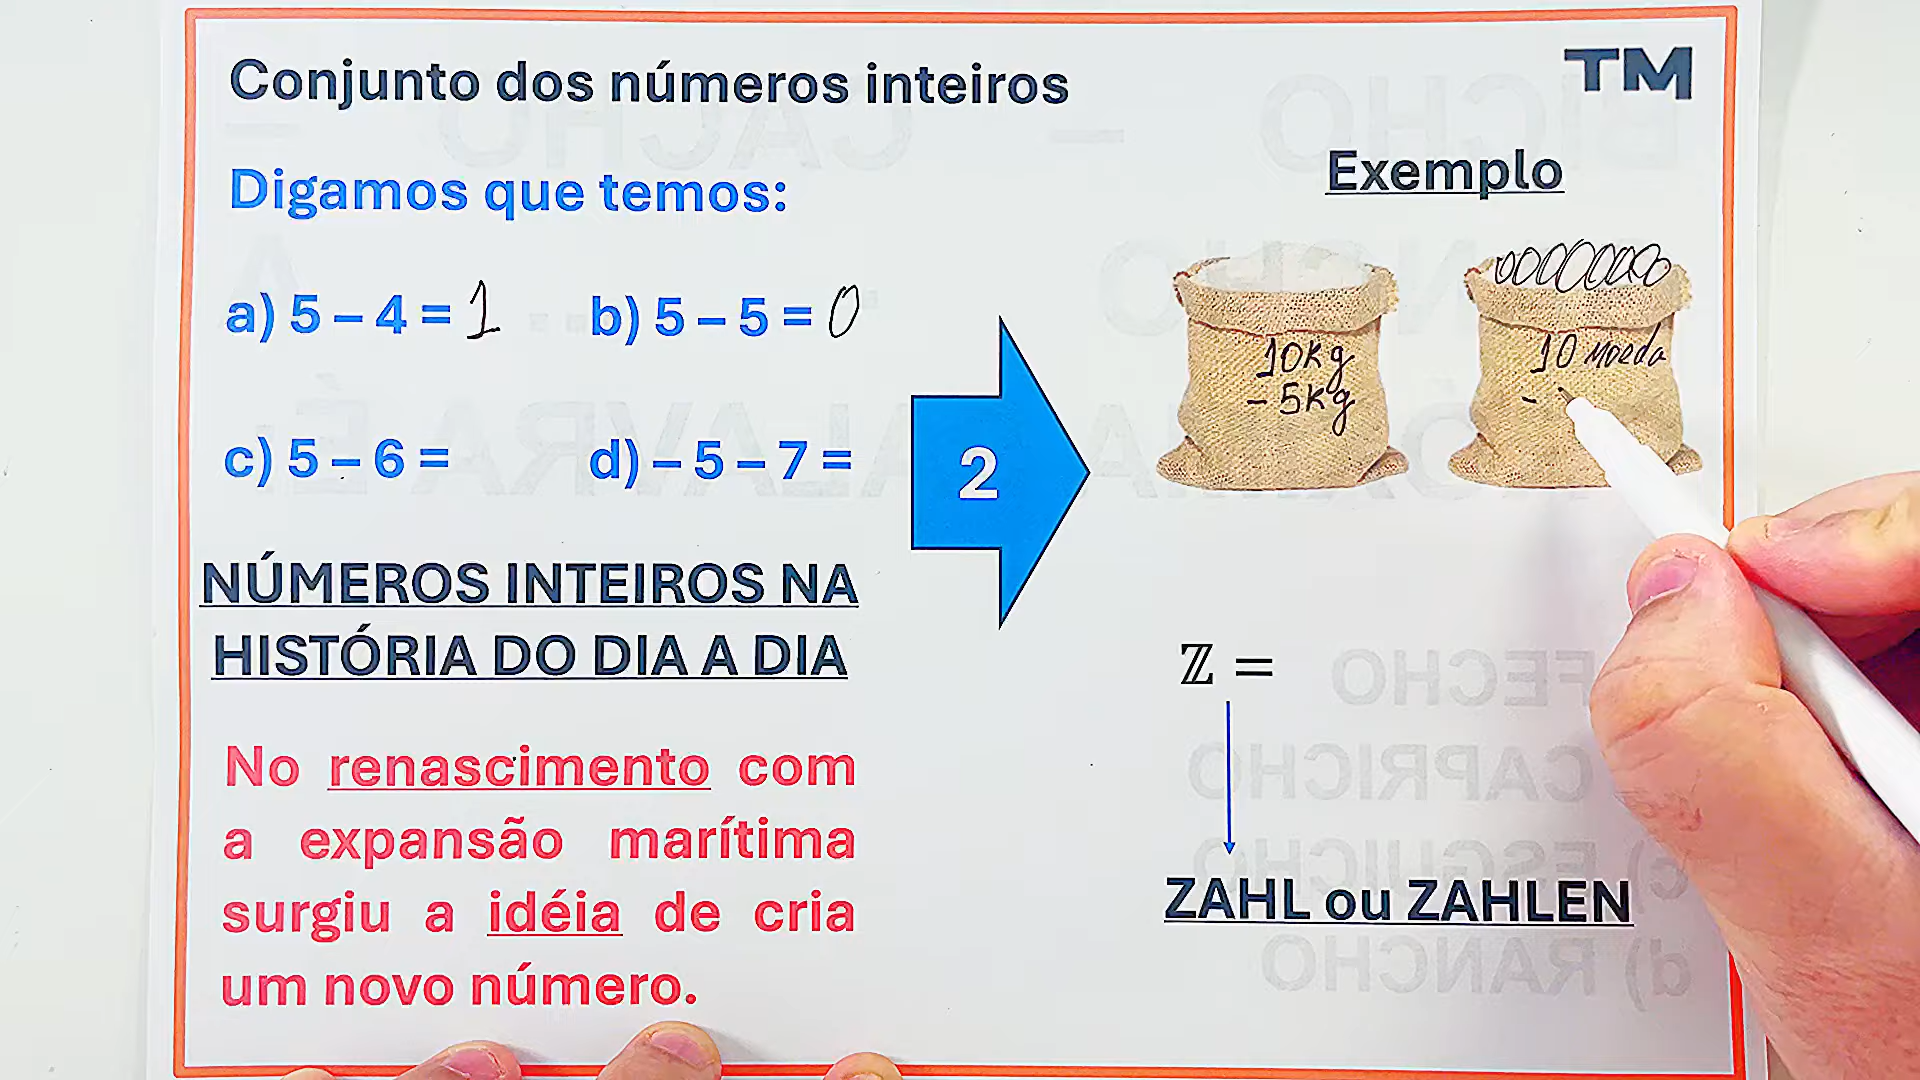 Conjunto dos números inteiros
TM
Digamos que temos:
a) 5 – 4 = 1
b) 5 – 5 = 0
c) 5 – 6 =
d) – 5 – 7 =
NÚMEROS INTEIROS NA
HISTÓRIA DO DIA A DIA
No renascimento com
a expansão marítima
surgiu a idéia de cria
um novo número.
2
Exemplo
10kg
- 5kg
10 moeda
-
ℤ =
ZAHL ou ZAHLEN